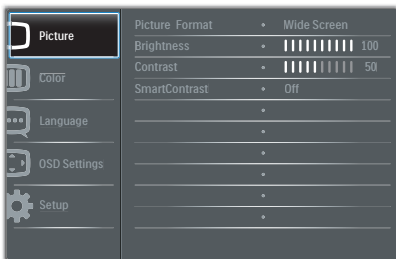 Picture
Color
Language
OSD Settings
Setup
Picture Format Wide Screen
Brightness 100
Contrast 50
SmartContrast Off